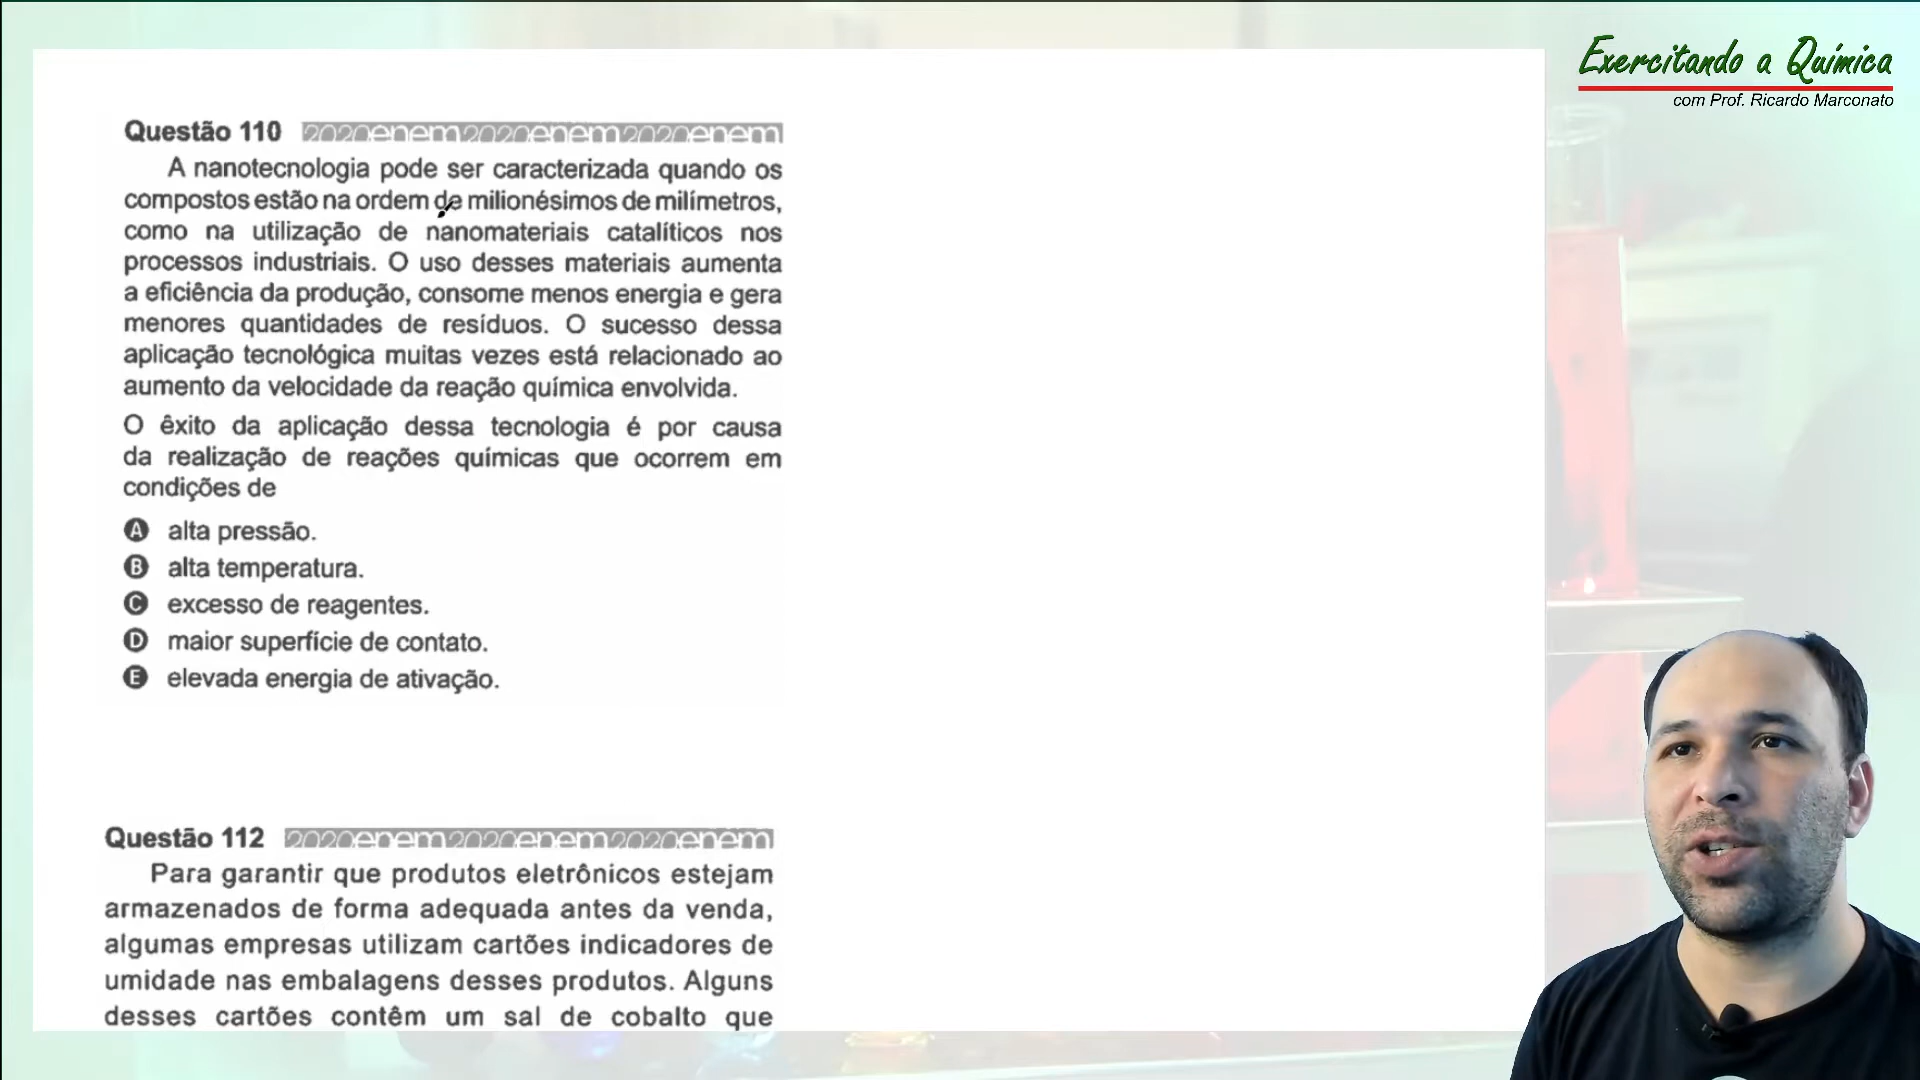 Exercitando a Química
com Prof. Ricardo Marconato
Questão 110 2020enem2020enem2020enem
A nanotecnologia pode ser caracterizada quando os
compostos estão na ordem de milionésimos de milímetros,
como na utilização de nanomateriais catalíticos nos
processos industriais. O uso desses materiais aumenta
a eficiência da produção, consome menos energia e gera
menores quantidades de resíduos. O sucesso dessa
aplicação tecnológica muitas vezes está relacionado ao
aumento da velocidade da reação química envolvida.
O êxito da aplicação dessa tecnologia é por causa
da realização de reações químicas que ocorrem em
condições de
A alta pressão.
B alta temperatura.
C excesso de reagentes.
D maior superfície de contato.
E elevada energia de ativação.
Questão 112 2020enem2020enem2020enem
Para garantir que produtos eletrônicos estejam
armazenados de forma adequada antes da venda,
algumas empresas utilizam cartões indicadores de
umidade nas embalagens desses produtos. Alguns
desses cartões contêm um sal de cobalto que